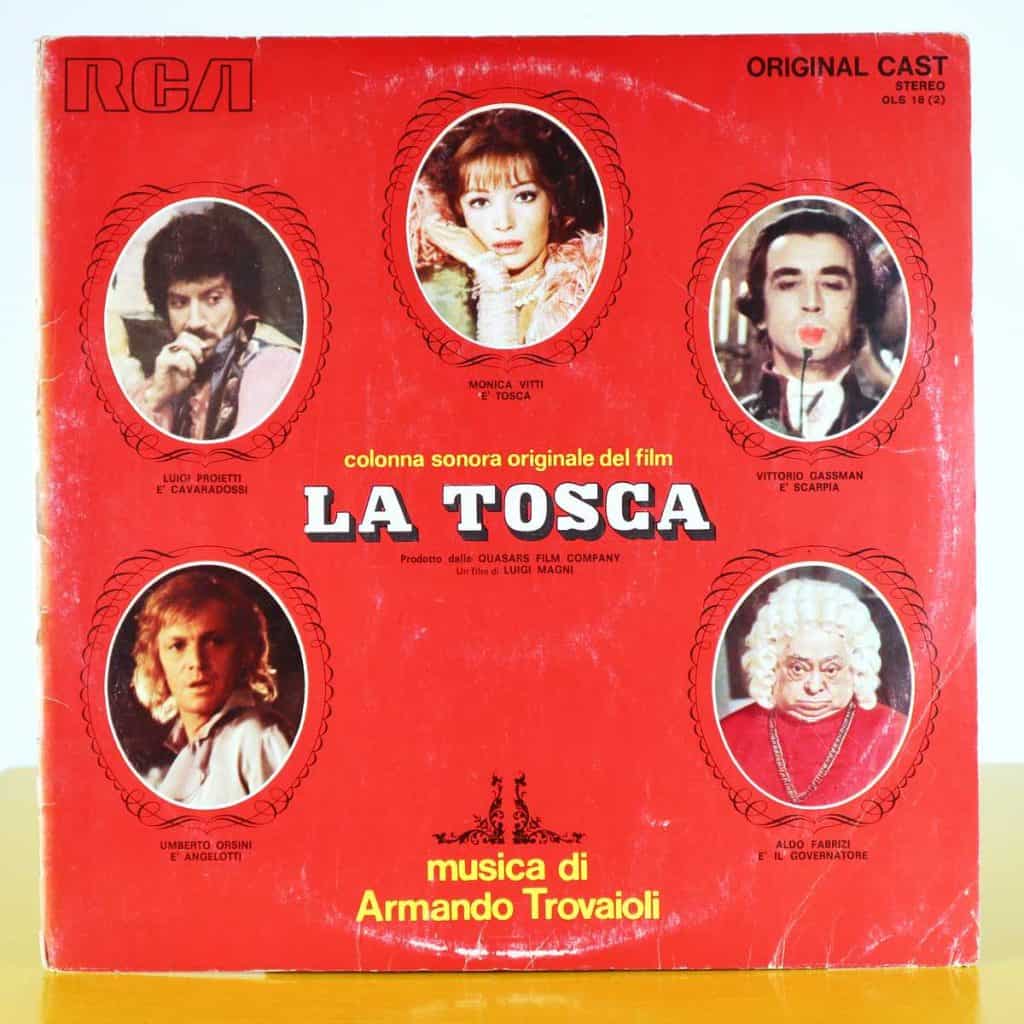 RCA
ORIGINAL CAST
STEREO
OLS 18 (2)
MONICA VITTI
E' TOSCA
LUIGI PROIETTI
E' CAVARADOSSI
VITTORIO GASSMAN
E' SCARPIA
colonna sonora originale del film
LA TOSCA
Prodotto dalla QUASARS FILM COMPANY
Un film di LUIGI MAGNI
UMBERTO ORSINI
E' ANGELOTTI
ALDO FABRIZI
E' IL GOVERNATORE
musica di
Armando Trovaioli